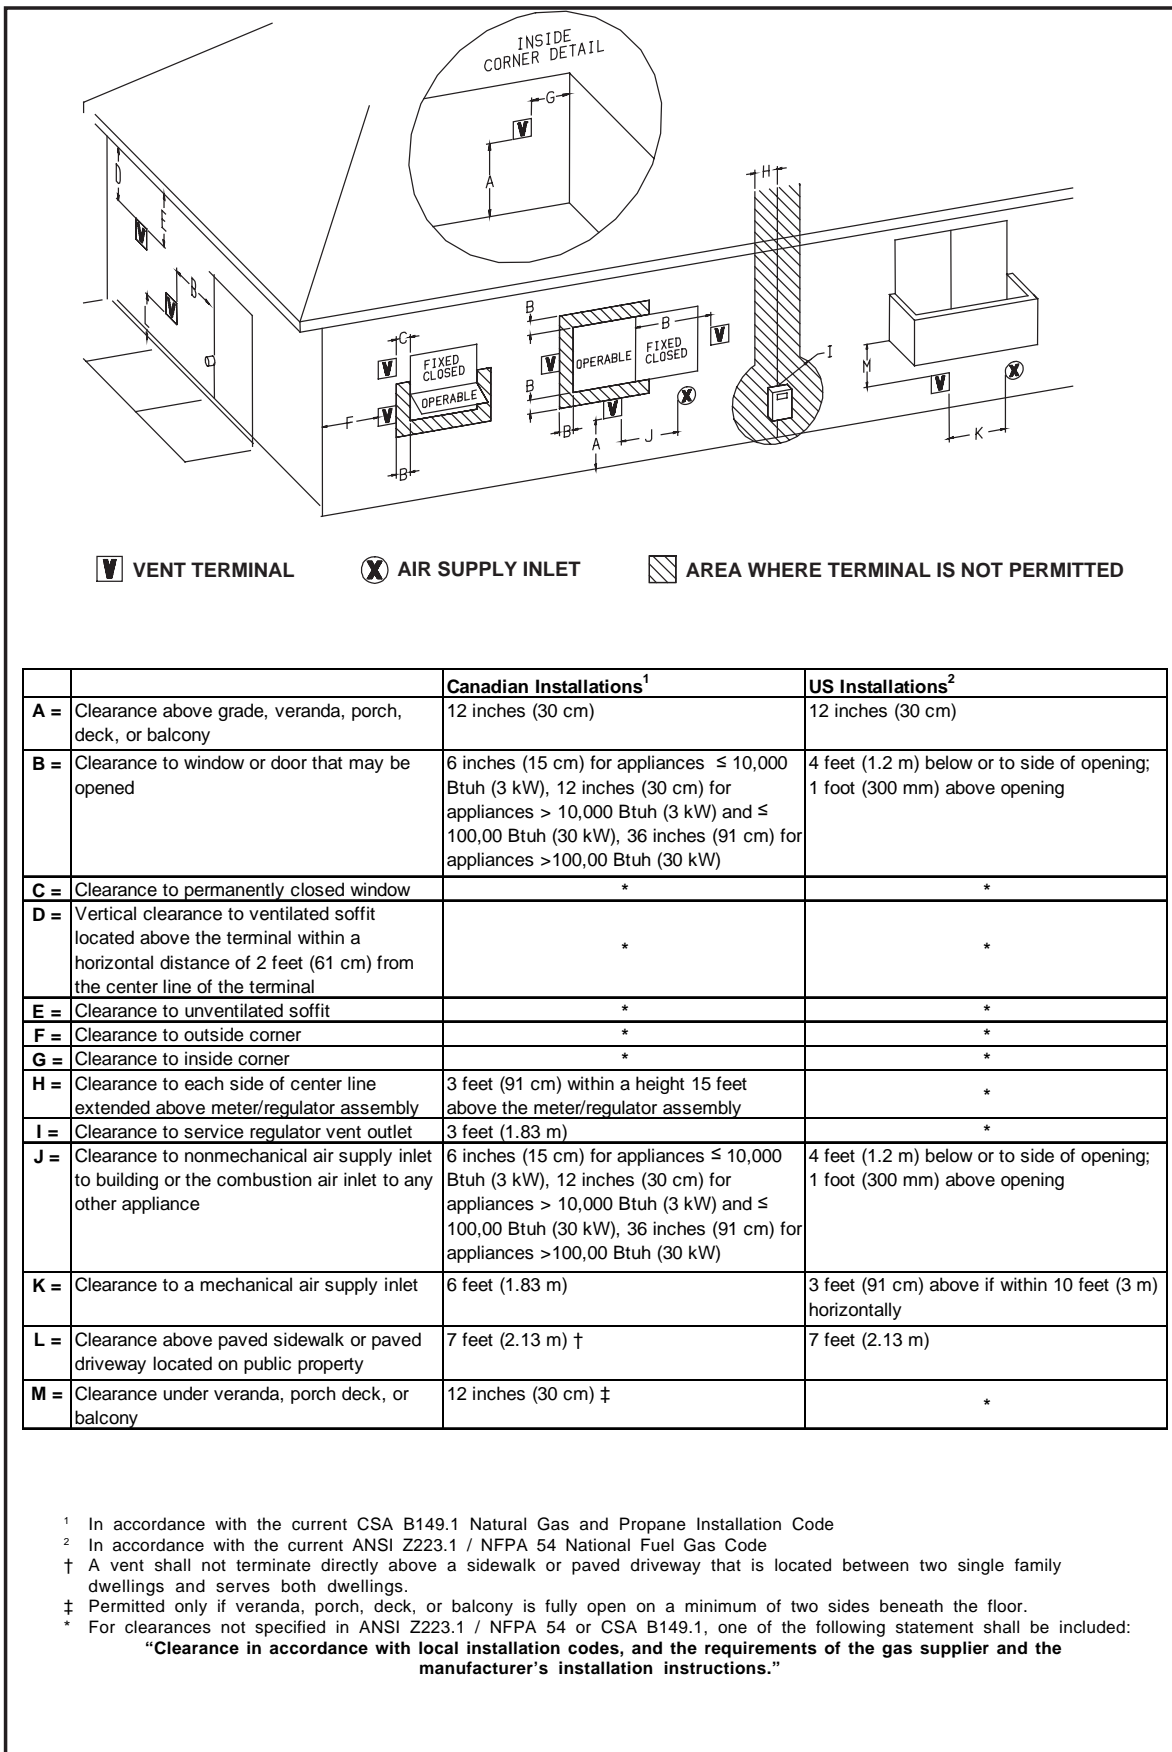 INSIDE
CORNER DETAIL
G
V
A
H
D
E
V
B
V
B
B
C
V
FIXED
CLOSED
OPERABLE
V
F
B
V
OPERABLE
FIXED
CLOSED
V
B
B
V
A
J
X
I
M
V
X
K
V VENT TERMINAL
X AIR SUPPLY INLET
AREA WHERE TERMINAL IS NOT PERMITTED
Canadian Installations1
US Installations2
A = Clearance above grade, veranda, porch,
deck, or balcony
12 inches (30 cm)
12 inches (30 cm)
B = Clearance to window or door that may be
opened
6 inches (15 cm) for appliances ≤ 10,000
Btuh (3 kW), 12 inches (30 cm) for
appliances > 10,000 Btuh (3 kW) and ≤
100,00 Btuh (30 kW), 36 inches (91 cm) for
appliances >100,00 Btuh (30 kW)
4 feet (1.2 m) below or to side of opening;
1 foot (300 mm) above opening
C = Clearance to permanently closed window
*
*
D = Vertical clearance to ventilated soffit
located above the terminal within a
horizontal distance of 2 feet (61 cm) from
the center line of the terminal
*
*
E = Clearance to unventilated soffit
*
*
F = Clearance to outside corner
*
*
G = Clearance to inside corner
*
*
H = Clearance to each side of center line
extended above meter/regulator assembly
3 feet (91 cm) within a height 15 feet
above the meter/regulator assembly
*
I = Clearance to service regulator vent outlet
3 feet (1.83 m)
*
J = Clearance to nonmechanical air supply inlet
to building or the combustion air inlet to any
other appliance
6 inches (15 cm) for appliances ≤ 10,000
Btuh (3 kW), 12 inches (30 cm) for
appliances > 10,000 Btuh (3 kW) and ≤
100,00 Btuh (30 kW), 36 inches (91 cm) for
appliances >100,00 Btuh (30 kW)
4 feet (1.2 m) below or to side of opening;
1 foot (300 mm) above opening
K = Clearance to a mechanical air supply inlet
6 feet (1.83 m)
3 feet (91 cm) above if within 10 feet (3 m)
horizontally
L = Clearance above paved sidewalk or paved
driveway located on public property
7 feet (2.13 m) †
7 feet (2.13 m)
M = Clearance under veranda, porch deck, or
balcony
12 inches (30 cm) ‡
*
1 In accordance with the current CSA B149.1 Natural Gas and Propane Installation Code
2 In accordance with the current ANSI Z223.1 / NFPA 54 National Fuel Gas Code
† A vent shall not terminate directly above a sidewalk or paved driveway that is located between two single family
dwellings and serves both dwellings.
‡ Permitted only if veranda, porch, deck, or balcony is fully open on a minimum of two sides beneath the floor.
* For clearances not specified in ANSI Z223.1 / NFPA 54 or CSA B149.1, one of the following statement shall be included:
“Clearance in accordance with local installation codes, and the requirements of the gas supplier and the
manufacturer’s installation instructions.”